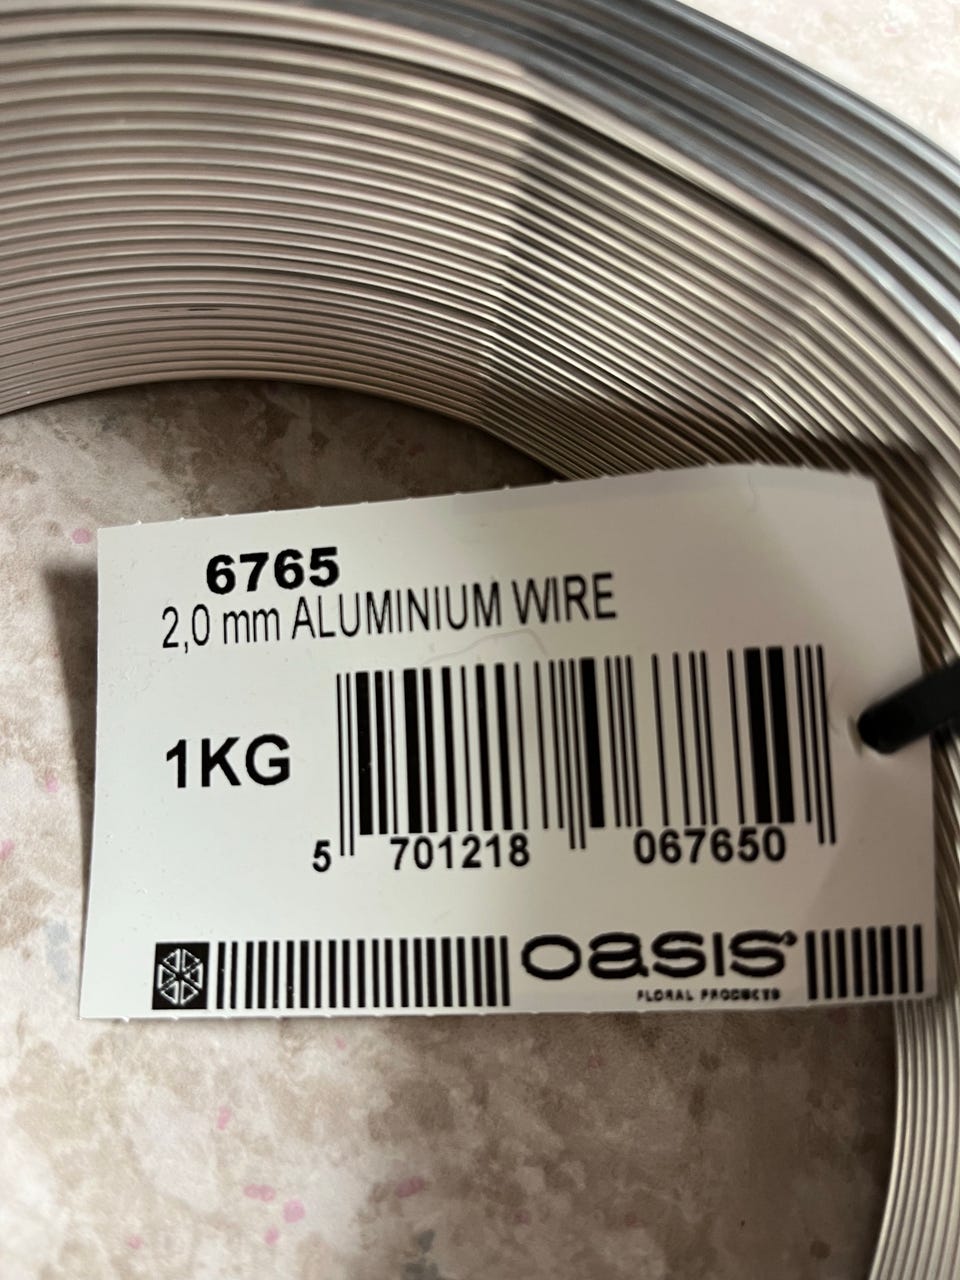 6765
2,0 mm ALUMINIUM WIRE
1KG
5 701218 067650
OASIS®
FLORAL PRODUCTS